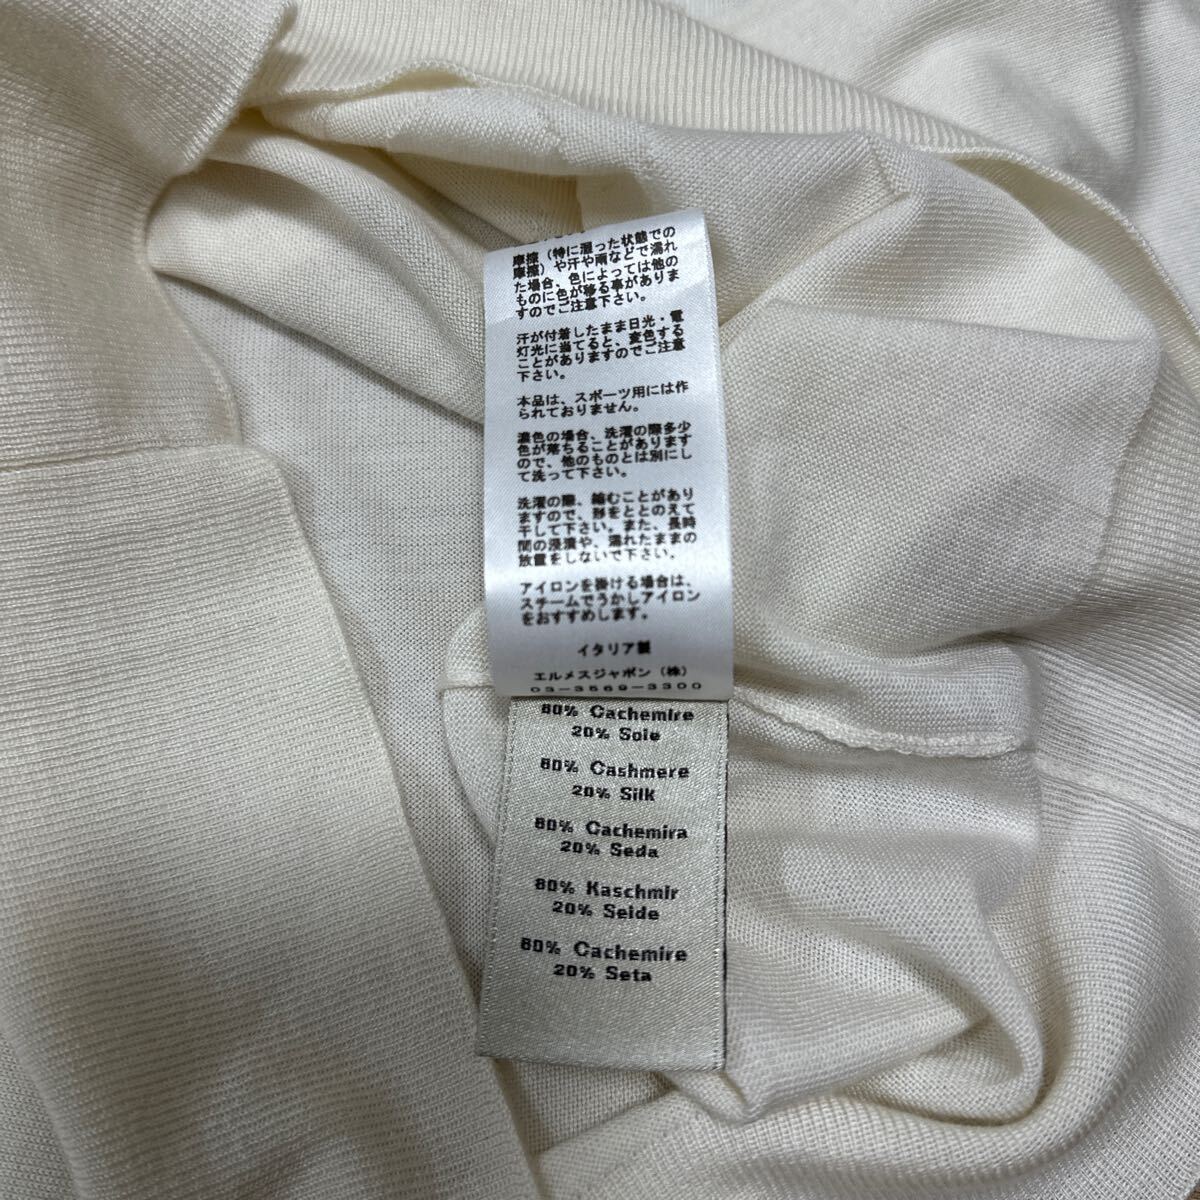 摩擦（特に湿った状態での
摩擦）や汗や雨などで濡れ
た場合、色によっては他の
ものに色が移る事がありま
すのでご注意下さい。
汗が付着したまま日光・電
灯光に当てると、変色する
ことがありますのでご注意
下さい。
本品は、スポーツ用には作
られておりません。
濃色の場合、洗濯の際多少
色が落ちることがあります
ので、他のものとは別にし
て洗って下さい。
洗濯の際、縮むことがあり
ますので、形をととのえて
干して下さい。また、長時
間の浸漬や、濡れたままの
放置をしないで下さい。
アイロンを掛ける場合は、
スチームでうかしアイロン
をおすすめします。
イタリア製
エルメスジャポン（株）
03-3569-3300
80% Cachemire
20% Soie
80% Cashmere
20% Silk
80% Cachemira
20% Seda
80% Kaschmir
20% Seide
80% Cachemire
20% Seta